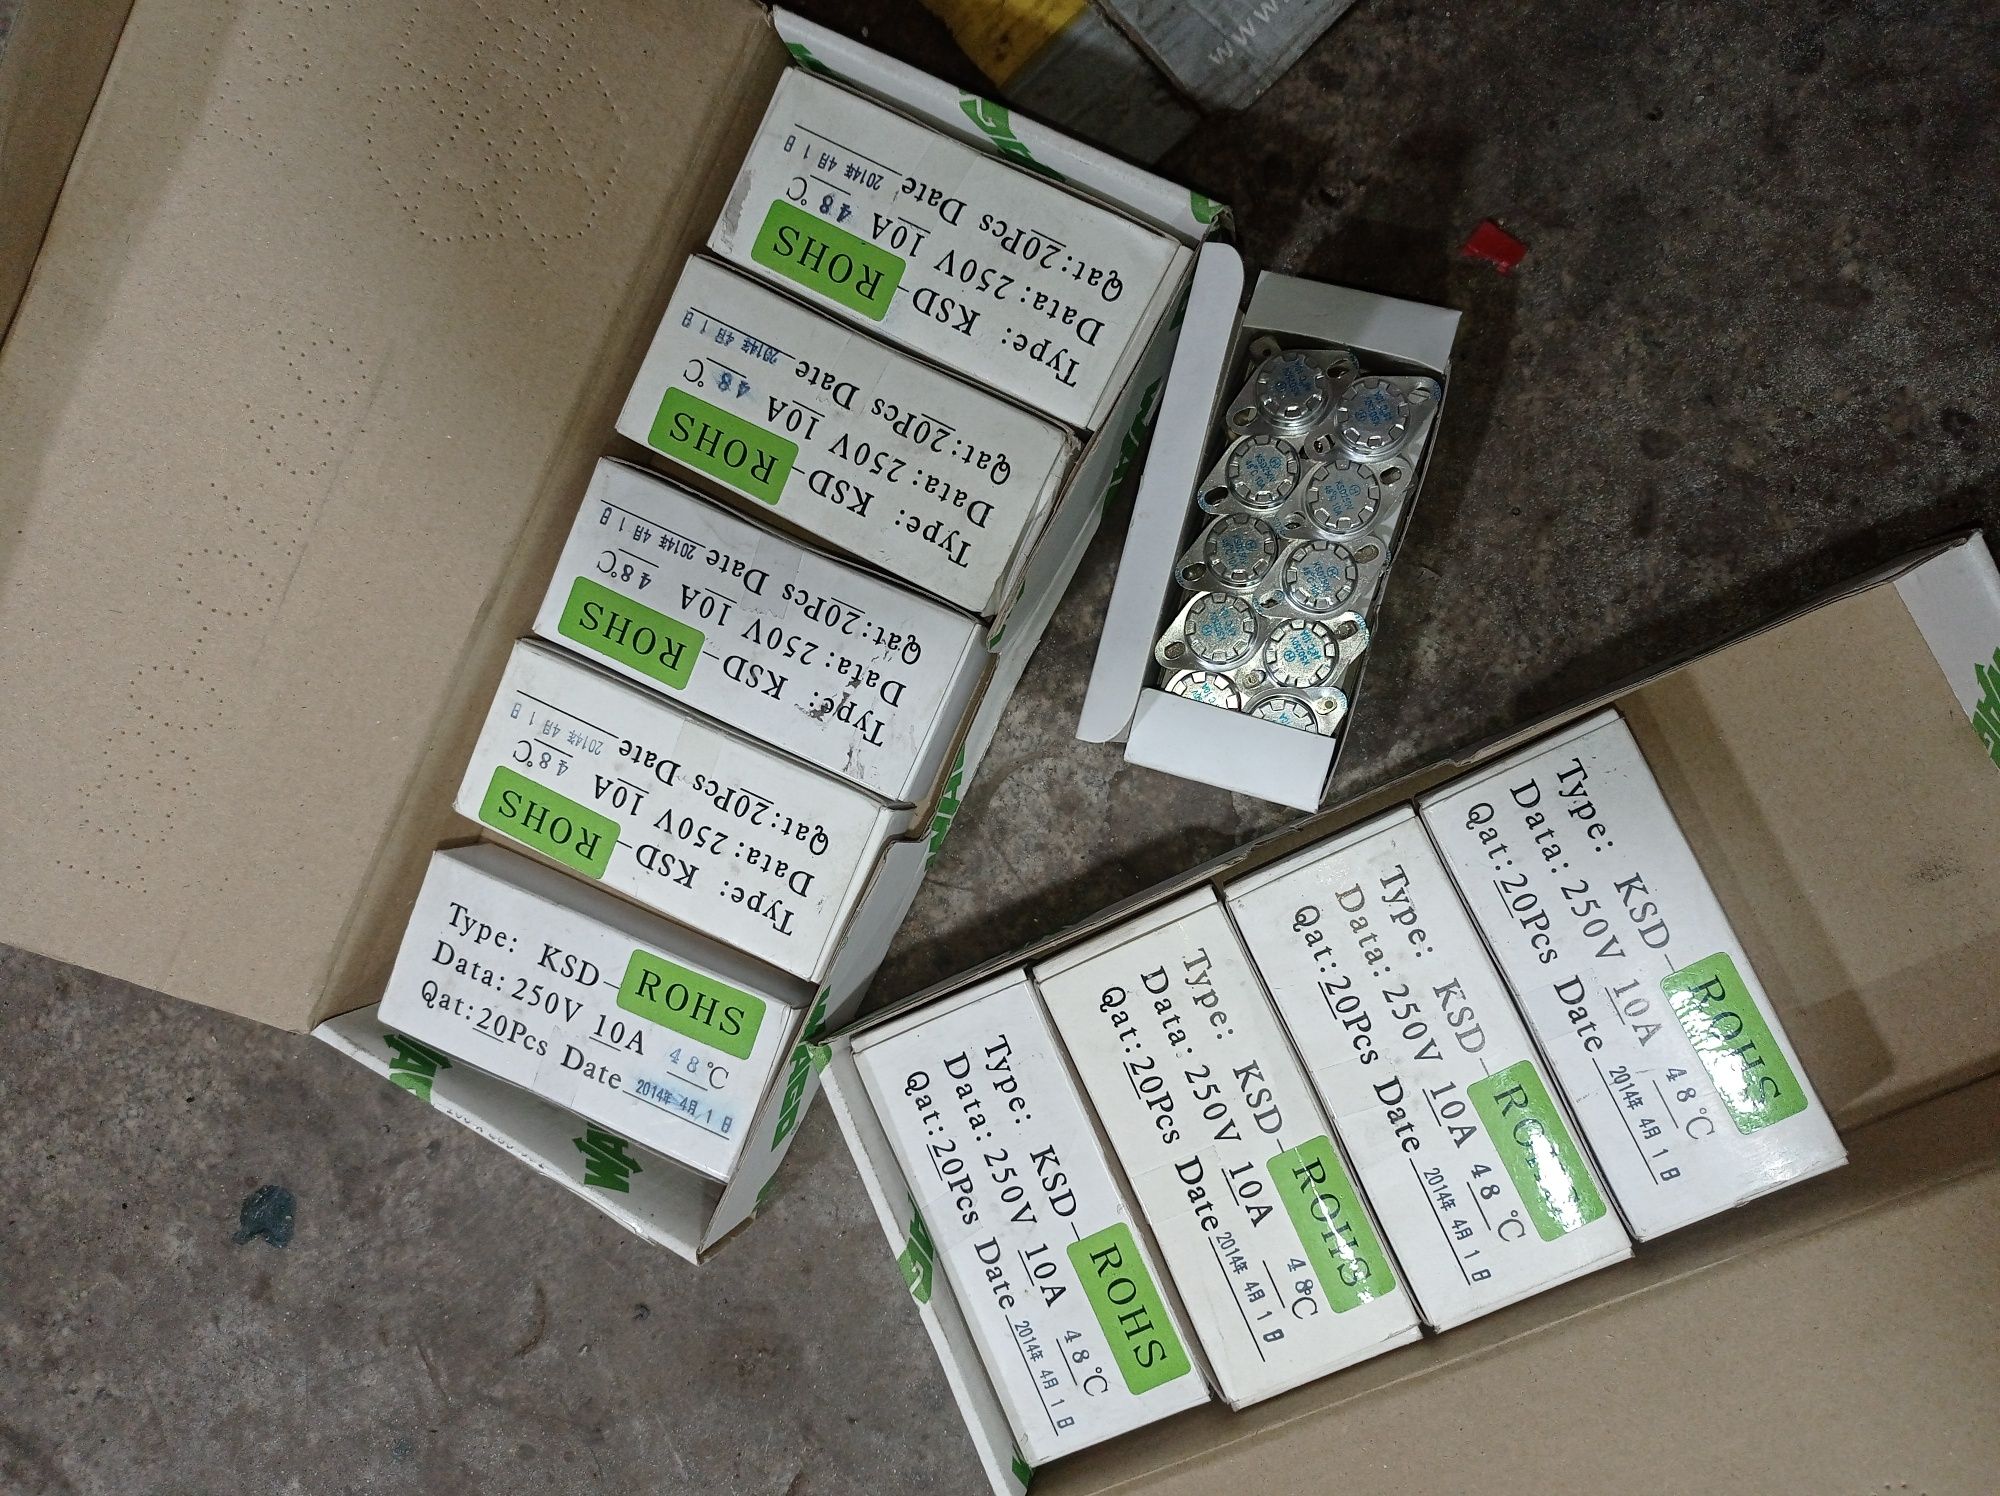 www.
Type: KSD-
ROHS
Data: 250V 10A 48℃
Qat: 20Pcs Date 2014年 4月 1日
Type: KSD-
ROHS
Data: 250V 10A 48℃
Qat: 20Pcs Date 2014年 4月 1日
Type: KSD-
ROHS
Data: 250V 10A 48℃
Qat: 20Pcs Date 2014年 4月 1日
Type: KSD-
ROHS
Data: 250V 10A 48℃
Qat: 20Pcs Date 2014年 4月 1日
Type: KSD-
ROHS
Data: 250V 10A 48℃
Qat: 20Pcs Date 2014年 4月 1日
KSD250V
Type: KSD-
ROHS
Data: 250V 10A 48℃
Qat: 20Pcs Date 2014年 4月 1日
Type: KSD-
ROHS
Data: 250V 10A 48℃
Qat: 20Pcs Date 2014年 4月 1日
Type: KSD-
Data: 250V 10A 48℃
Qat: 20Pcs Date 2014年 4月 1日
Type: KSD-
ROHS
Data: 250V 10A 48℃
Qat: 20Pcs Date 2014年 4月 1日